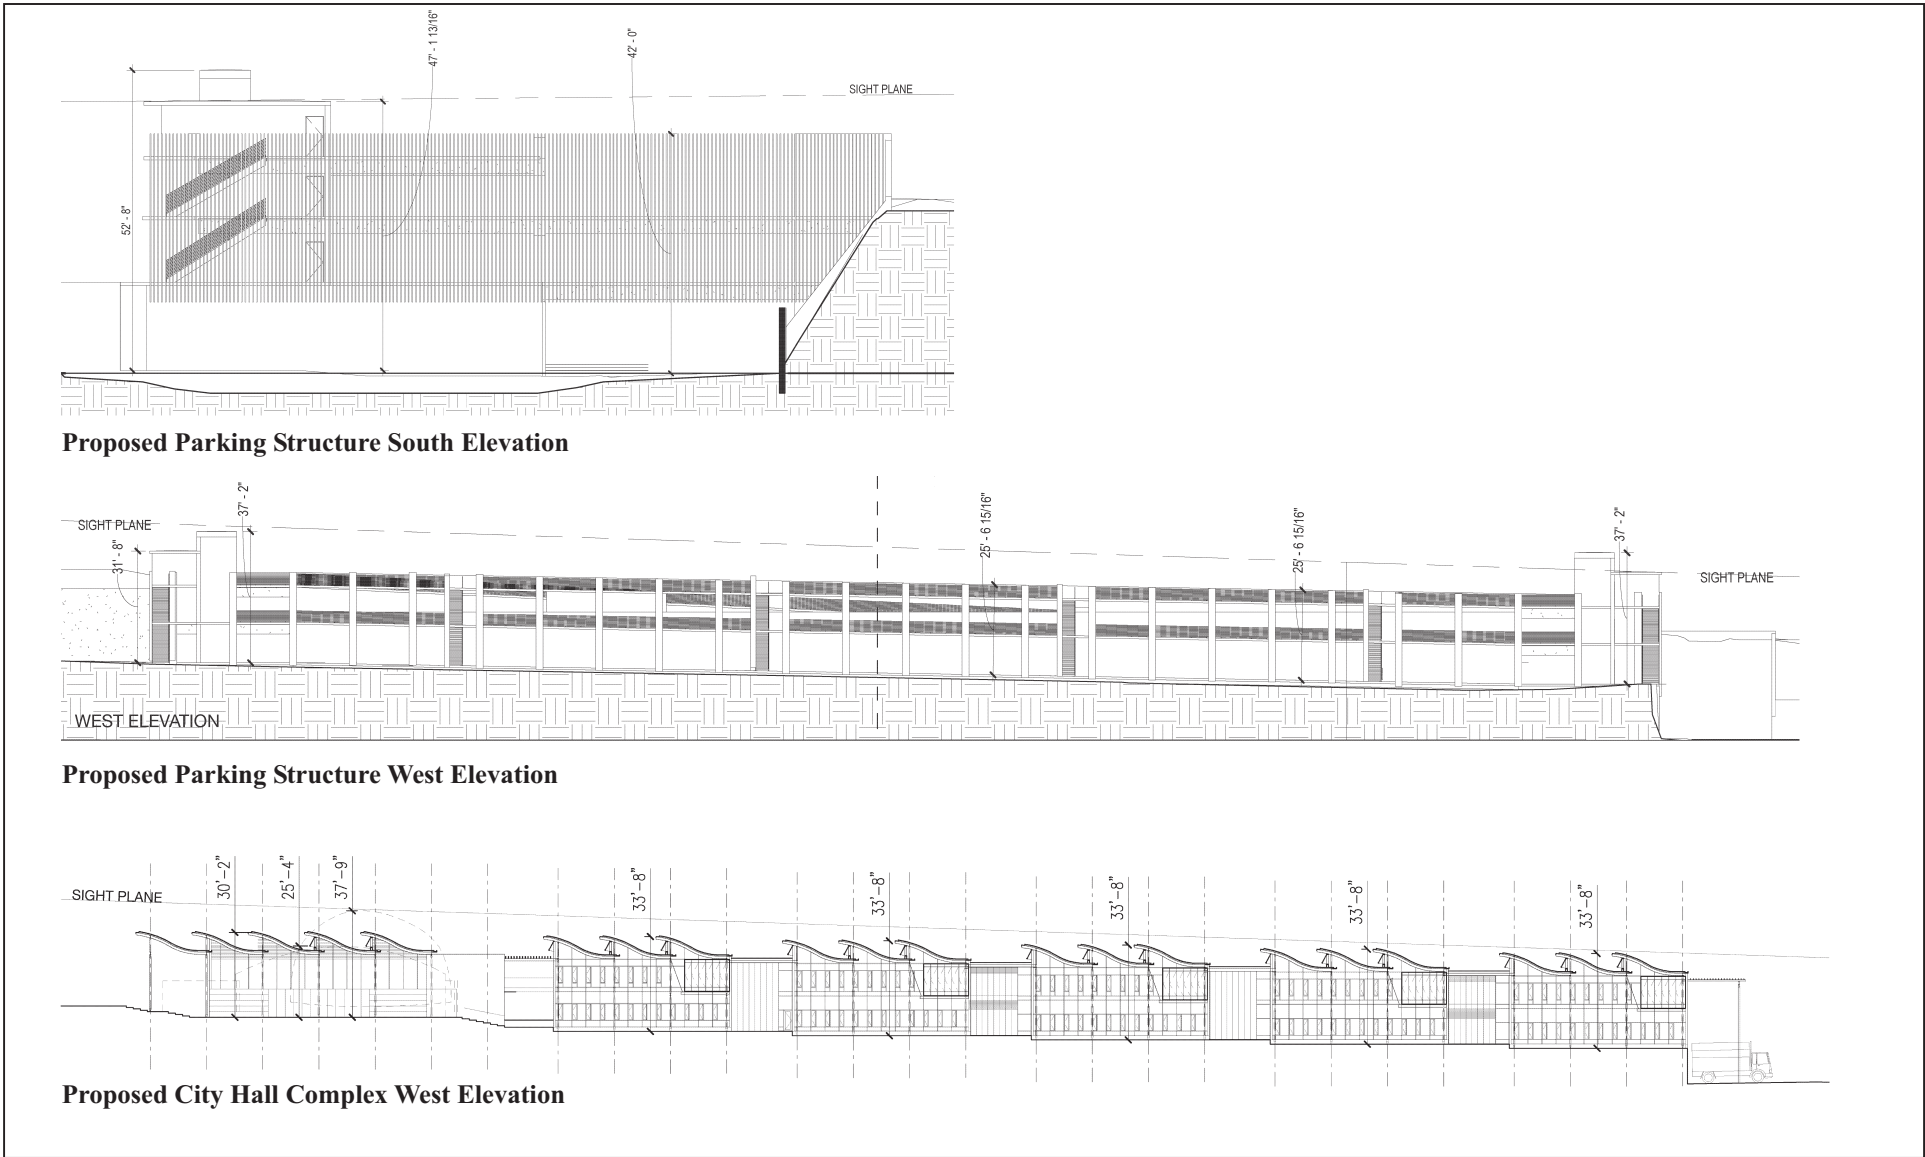 47' - 1 13/16"
42' - 0"
SIGHT PLANE
52' - 8"
Proposed Parking Structure South Elevation
SIGHT PLANE
37' - 2"
31' - 8"
25' - 6 15/16"
25' - 6 15/16"
37' - 2"
SIGHT PLANE
WEST ELEVATION
Proposed Parking Structure West Elevation
SIGHT PLANE
30'-2"
25'-4"
37'-9"
33'-8"
33'-8"
33'-8"
33'-8"
33'-8"
Proposed City Hall Complex West Elevation